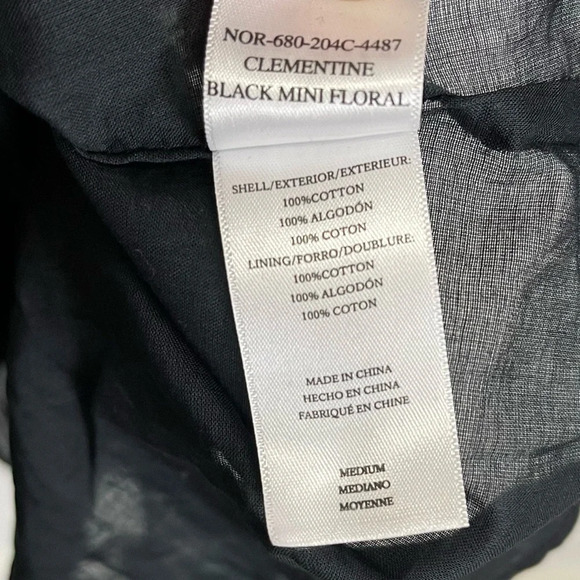 NOR-680-204C-4487
CLEMENTINE
BLACK MINI FLORAL
SHELL/EXTERIOR/EXTERIEUR:
100%COTTON
100% ALGODÓN
100% COTON
LINING/FORRO/DOUBLURE:
100%COTTON
100% ALGODÓN
100% COTON
MADE IN CHINA
HECHO EN CHINA
FABRIQUÉ EN CHINE
MEDIUM
MEDIANO
MOYENNE